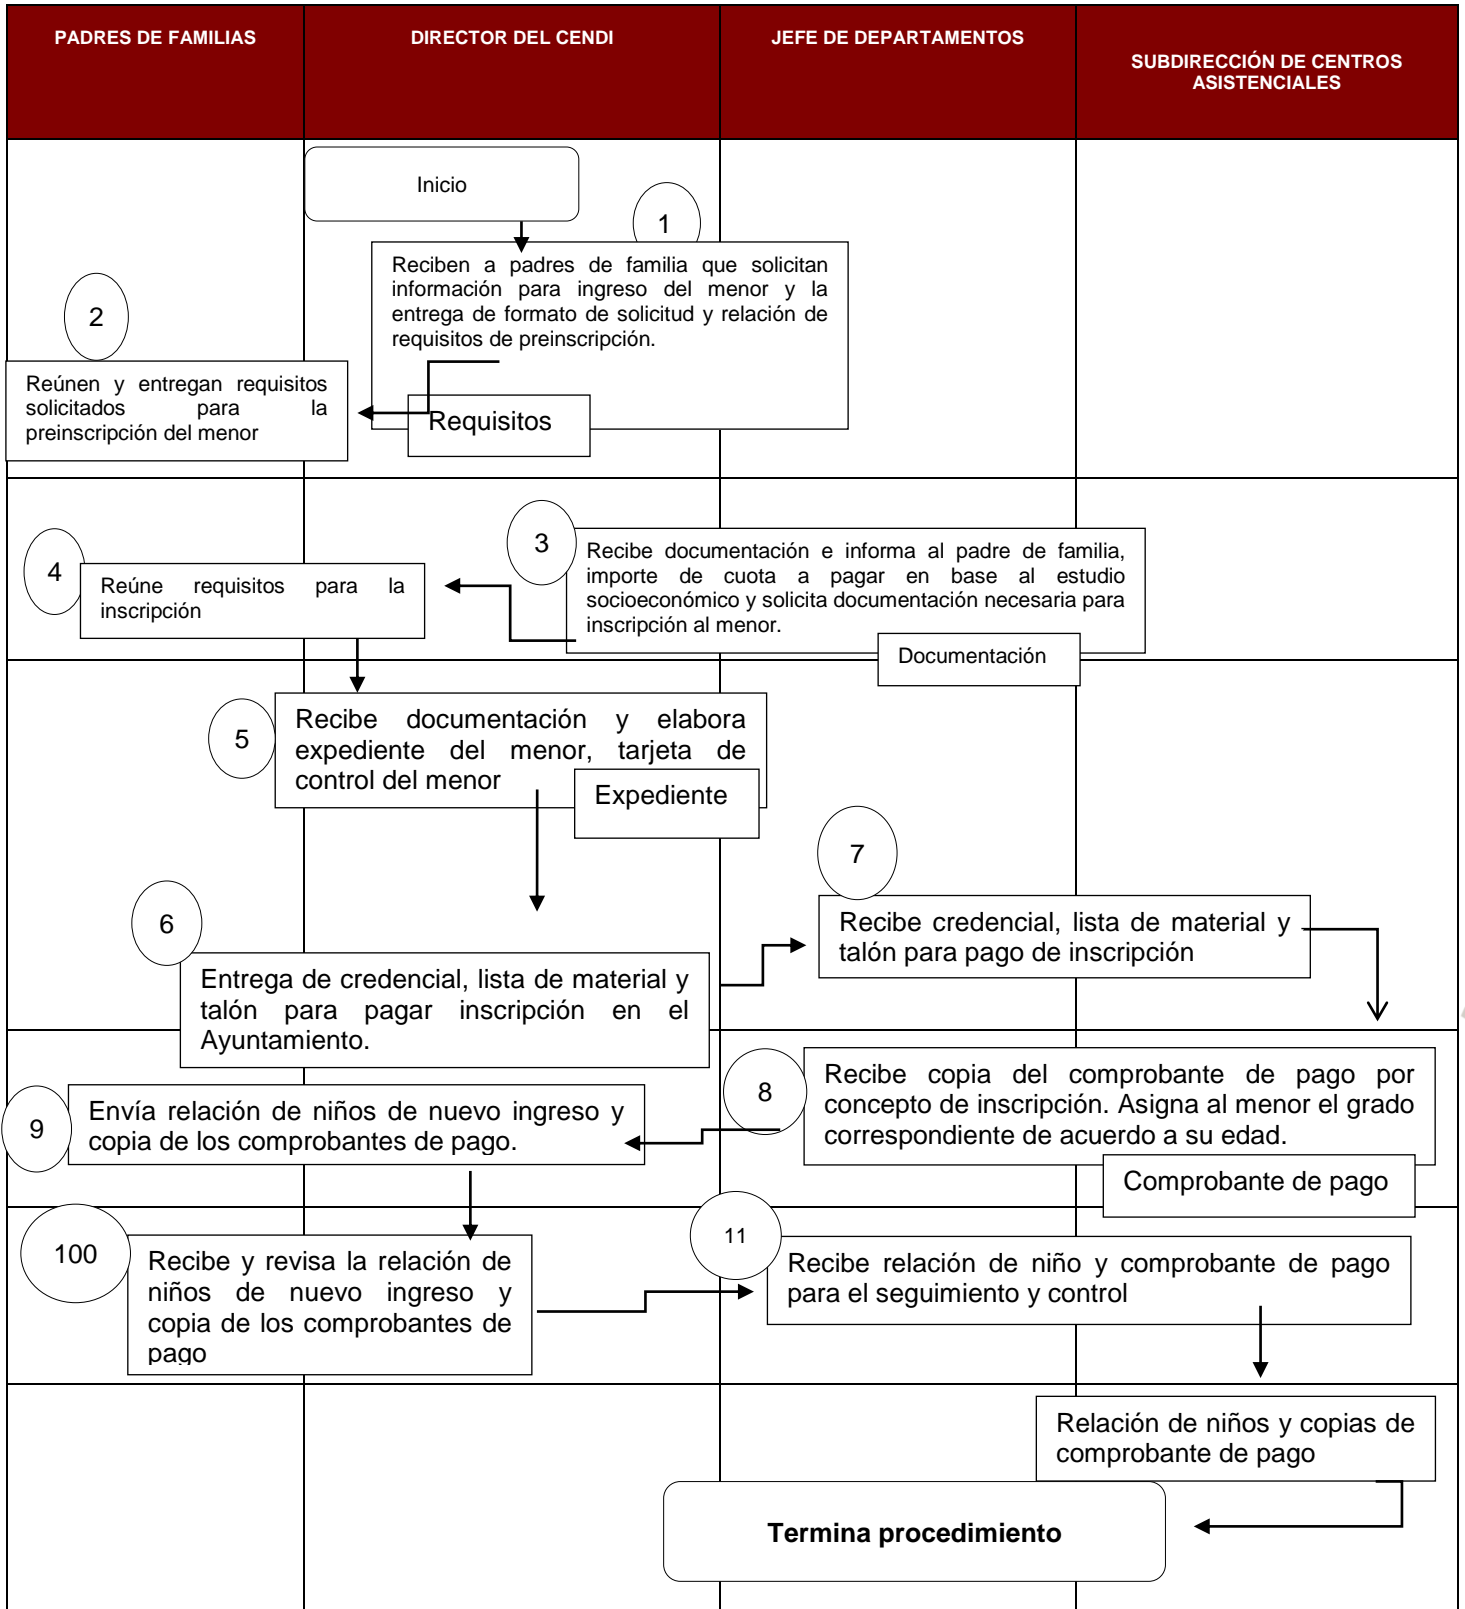 PADRES DE FAMILIAS
DIRECTOR DEL CENDI
JEFE DE DEPARTAMENTOS
SUBDIRECCIÓN DE CENTROS
ASISTENCIALES
Inicio
1
Reciben a padres de familia que solicitan
información para ingreso del menor y la
entrega de formato de solicitud y relación de
requisitos de preinscripción.
Requisitos
2
Reúnen y entregan requisitos
solicitados para la
preinscripción del menor
3
Recibe documentación e informa al padre de familia,
importe de cuota a pagar en base al estudio
socioeconómico y solicita documentación necesaria para
inscripción al menor.
Documentación
4
Reúne requisitos para la
inscripción
5
Recibe documentación y elabora
expediente del menor, tarjeta de
control del menor
Expediente
6
Entrega de credencial, lista de material y
talón para pagar inscripción en el
Ayuntamiento.
7
Recibe credencial, lista de material y
talón para pago de inscripción
8
Recibe copia del comprobante de pago por
concepto de inscripción. Asigna al menor el grado
correspondiente de acuerdo a su edad.
Comprobante de pago
9
Envía relación de niños de nuevo ingreso y
copia de los comprobantes de pago.
100
Recibe y revisa la relación de
niños de nuevo ingreso y
copia de los comprobantes de
pago
11
Recibe relación de niño y comprobante de pago
para el seguimiento y control
Relación de niños y copias de
comprobante de pago
Termina procedimiento